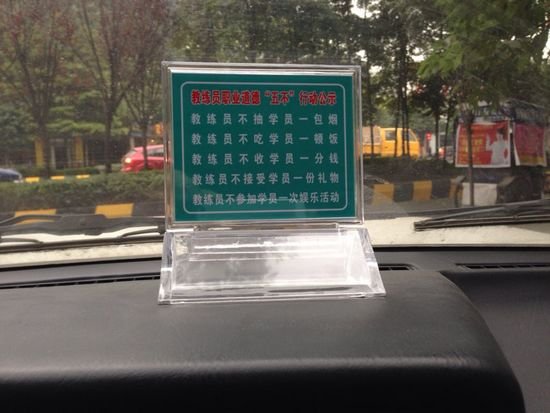 教练员职业道德“五不”行动公示
教练员不抽学员一包烟
教练员不吃学员一顿饭
教练员不收学员一分钱
教练员不接受学员一份礼物
教练员不参加学员一次娱乐活动